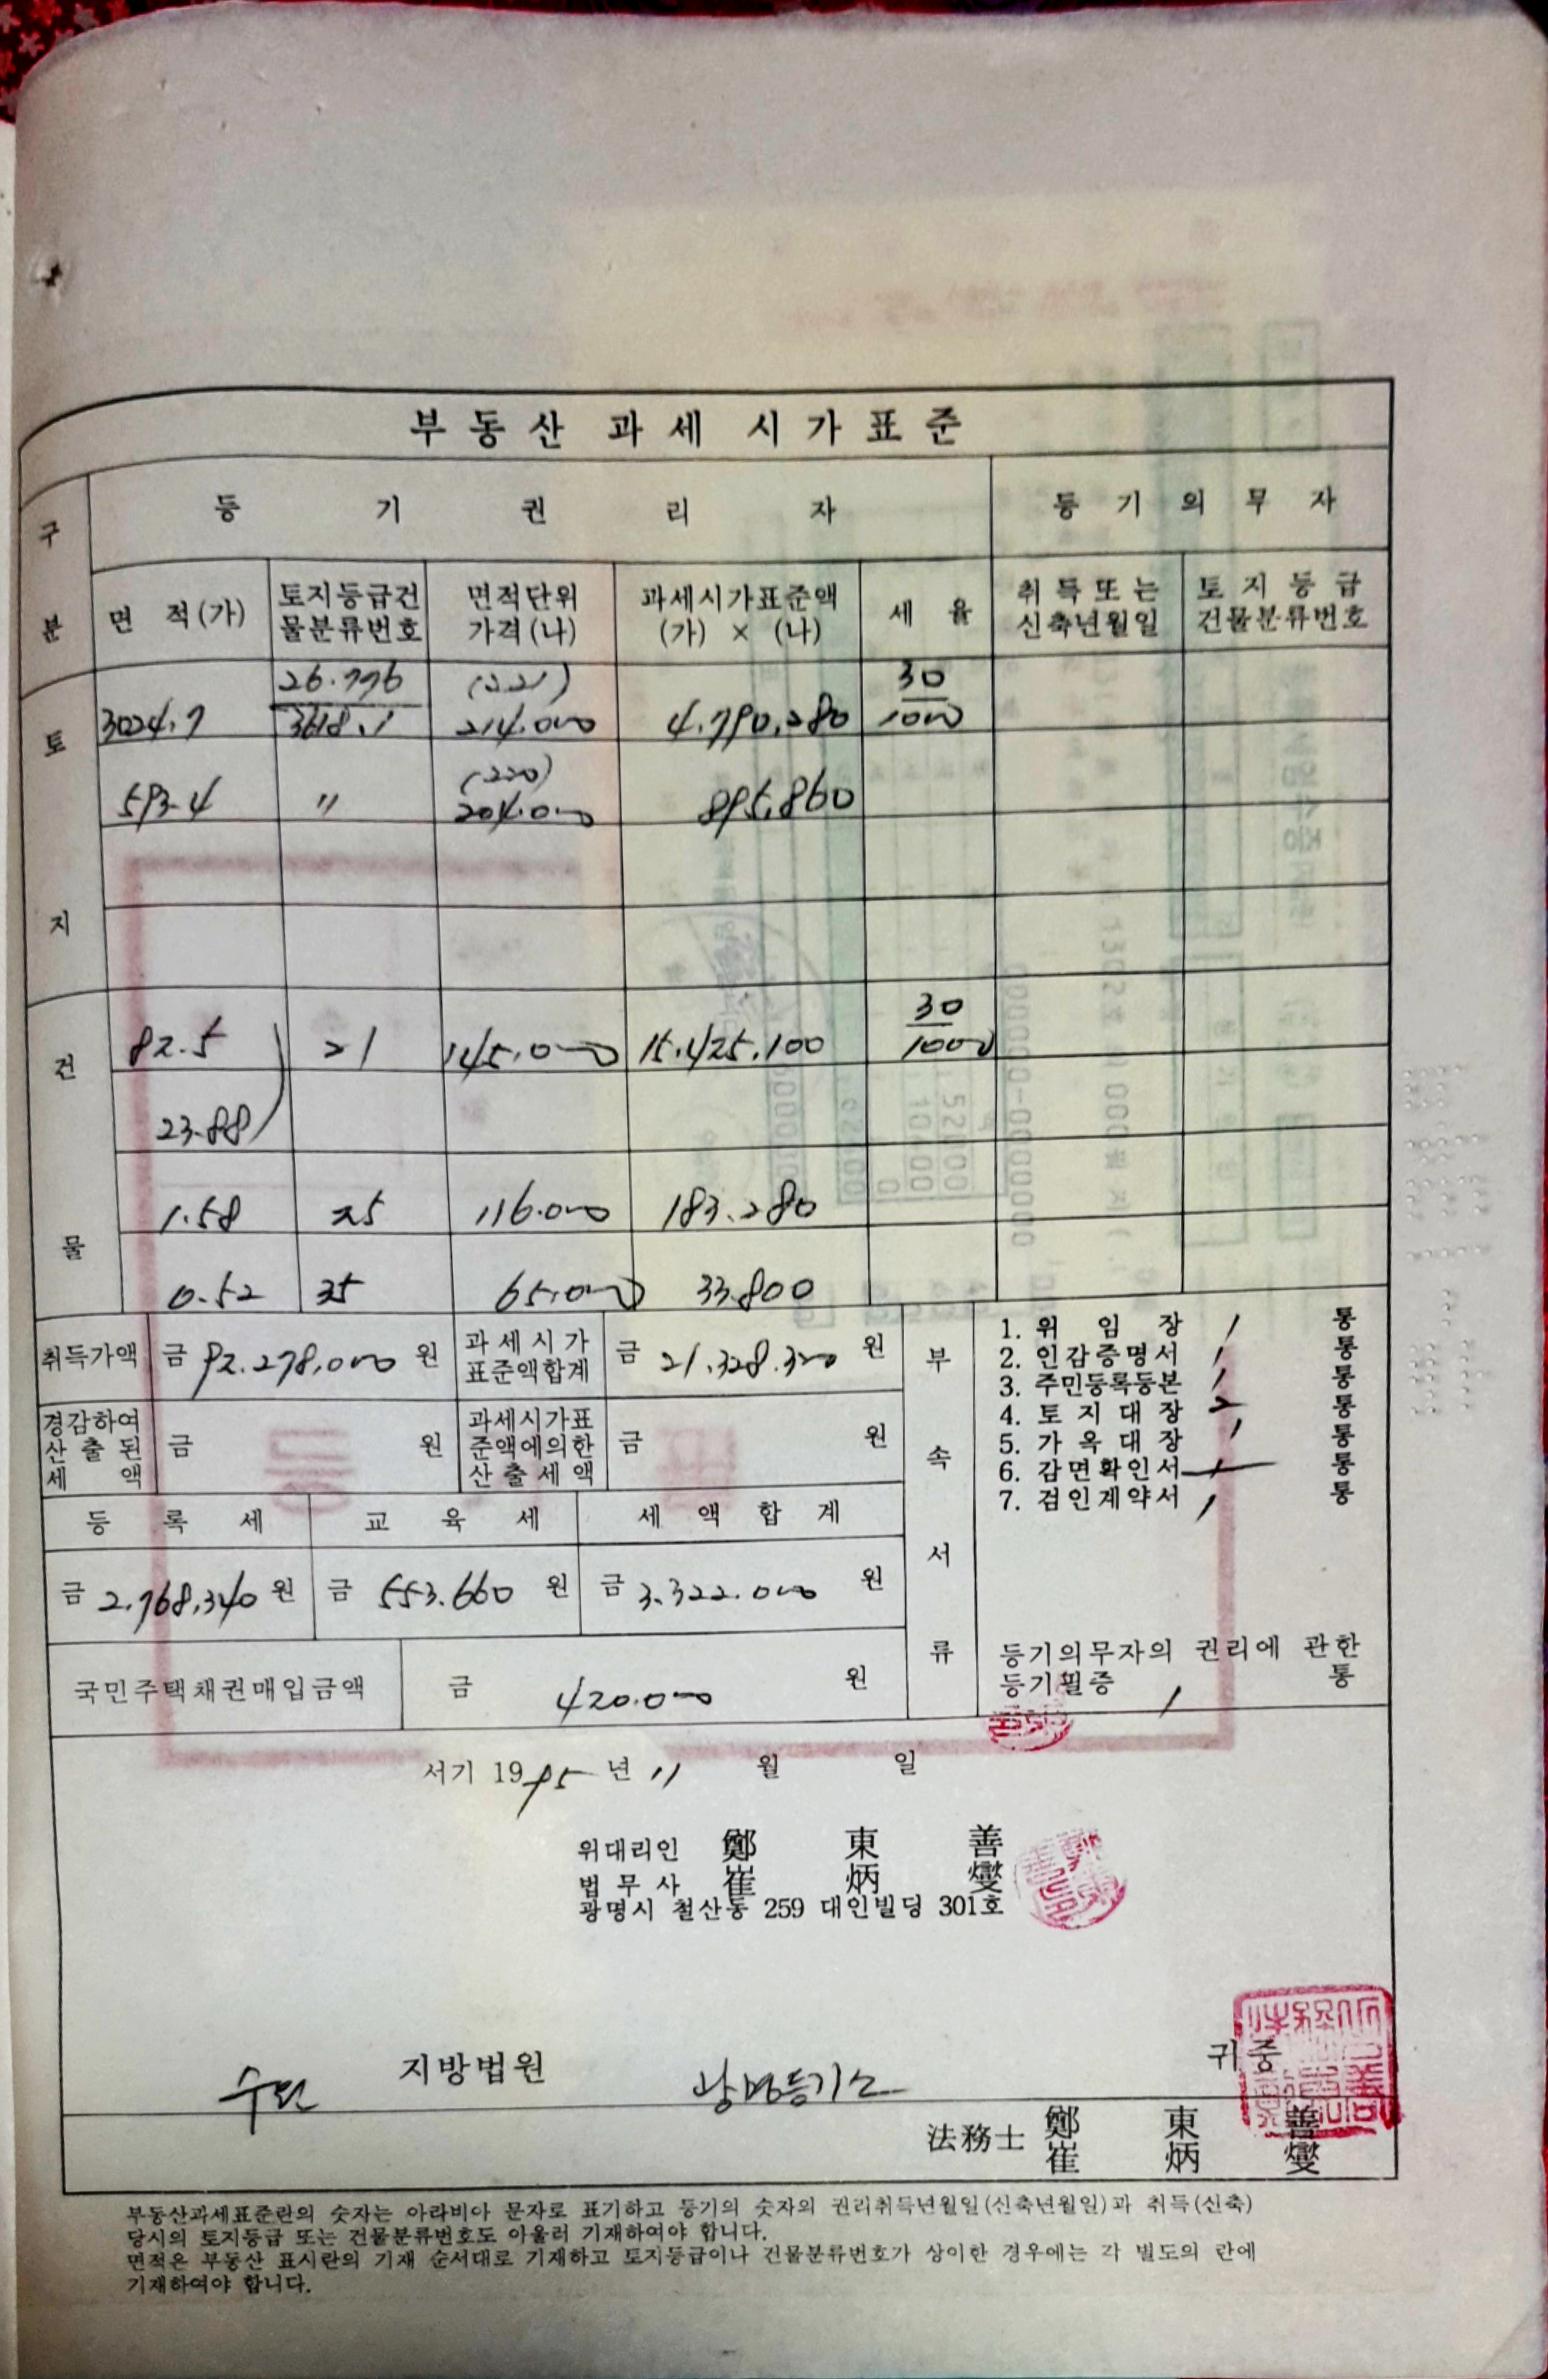 부동산 과세 시가표준
구분
등기권리자
등기의무자
면 적(가)
토지등급건물분류번호
면적단위가격(나)
과세시가표준액(가) × (나)
세 율
취득또는신축년월일
토지등급건물분류번호
토지
3024.7
26.776
3618.1
(221)
214.000
4.790.280
30
1000
593.4
〃
(220)
204.000
895.860
건물
82.5
21
145.000
15.425.100
30
1000
23.88
1.58
25
116.000
183.280
0.52
35
65.000
33.800
취득가액 금 92.278.000 원
과세시가표준액합계 금 21.328.320 원
경감하여산출된세액 금 원
과세시가표준액에의한산출세액 금 원
등록세
교육세
세액합계
금 2.768.340 원
금 553.660 원
금 3.322.000 원
국민주택채권매입금액 금 420.000 원
부속서류
1. 위 임 장 1 통
2. 인감증명서 1 통
3. 주민등록등본 1 통
4. 토지대장 2 통
5. 가옥대장 1 통
6. 감면확인서 통
7. 검인계약서 1 통
등기의무자의 권리에 관한
등기필증 1 통
서기 1995년 11 월 일
위대리인 鄭東善
법무사 崔炳燮
광명시 철산동 259 대인빌딩 301호
수원 지방법원 광명등기소 귀중
法務士 鄭東善
崔炳燮
부동산과세표준란의 숫자는 아라비아 문자로 표기하고 등기의 숫자의 권리취득년월일(신축년월일)과 취득(신축)
당시의 토지등급 또는 건물분류번호도 아울러 기재하여야 합니다.
면적은 부동산 표시란의 기재 순서대로 기재하고 토지등급이나 건물분류번호가 상이한 경우에는 각 별도의 란에
기재하여야 합니다.